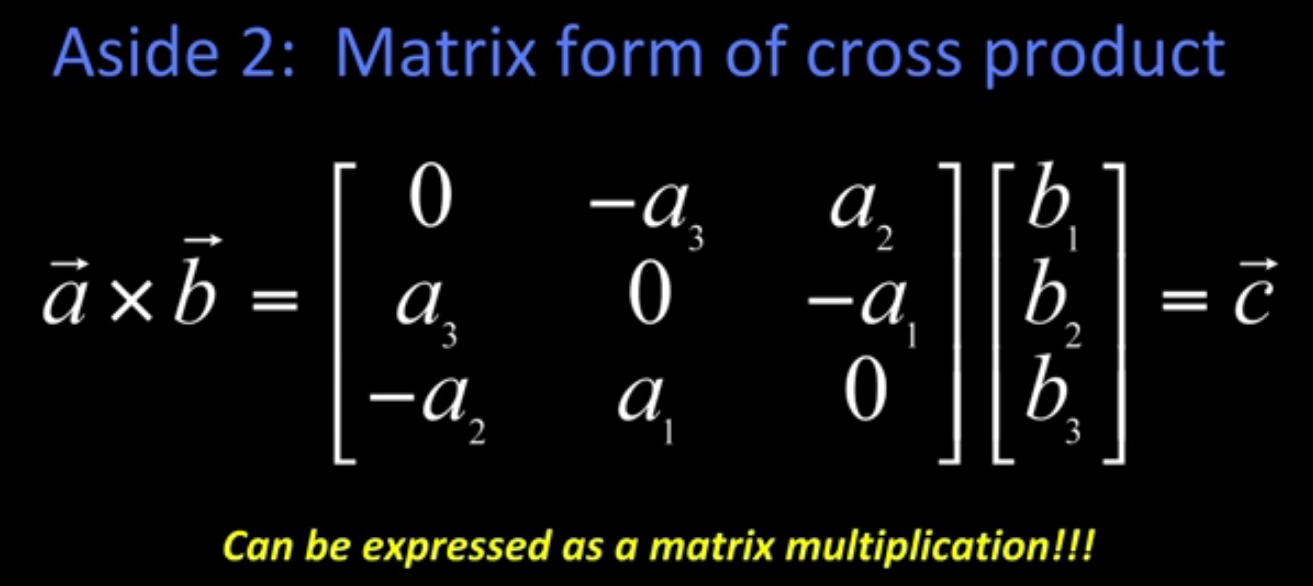 Aside 2: Matrix form of cross product
$\vec{a} \times \vec{b} = \begin{bmatrix} 0 & -a_3 & a_2 \\ a_3 & 0 & -a_1 \\ -a_2 & a_1 & 0 \end{bmatrix} \begin{bmatrix} b_1 \\ b_2 \\ b_3 \end{bmatrix} = \vec{c}$
Can be expressed as a matrix multiplication!!!